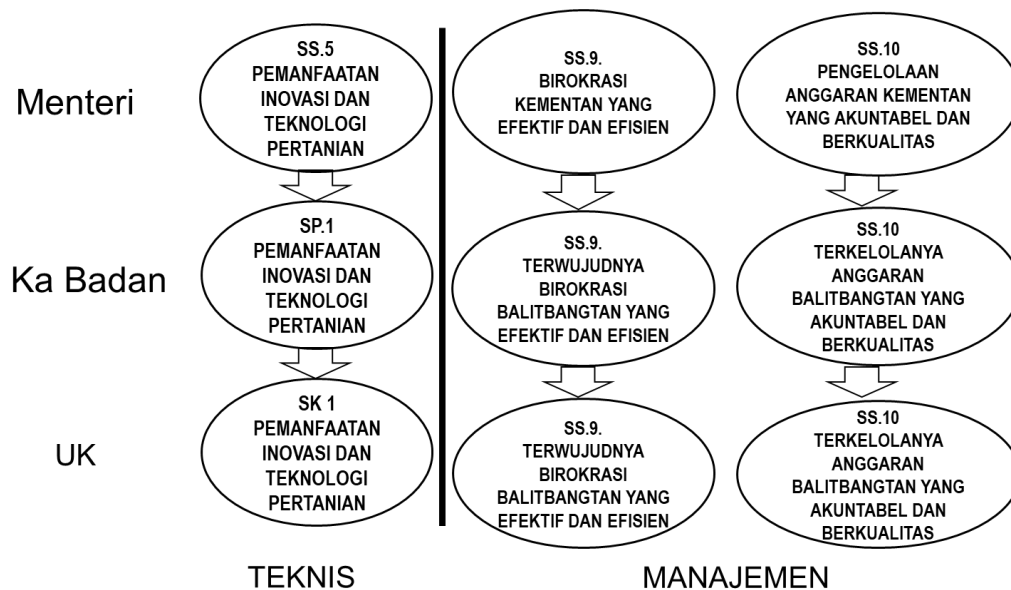 Menteri
SS.5
PEMANFAATAN
INOVASI DAN
TEKNOLOGI
PERTANIAN
SS.9.
BIROKRASI
KEMENTAN YANG
EFEKTIF DAN EFISIEN
SS.10
PENGELOLAAN
ANGGARAN KEMENTAN
YANG AKUNTABEL DAN
BERKUALITAS
Ka Badan
SP.1
PEMANFAATAN
INOVASI DAN
TEKNOLOGI
PERTANIAN
SS.9.
TERWUJUDNYA
BIROKRASI
BALITBANGTAN YANG
EFEKTIF DAN EFISIEN
SS.10
TERKELOLANYA
ANGGARAN
BALITBANGTAN YANG
AKUNTABEL DAN
BERKUALITAS
UK
SK 1
PEMANFAATAN
INOVASI DAN
TEKNOLOGI
PERTANIAN
SS.9.
TERWUJUDNYA
BIROKRASI
BALITBANGTAN YANG
EFEKTIF DAN EFISIEN
SS.10
TERKELOLANYA
ANGGARAN
BALITBANGTAN YANG
AKUNTABEL DAN
BERKUALITAS
TEKNIS
MANAJEMEN